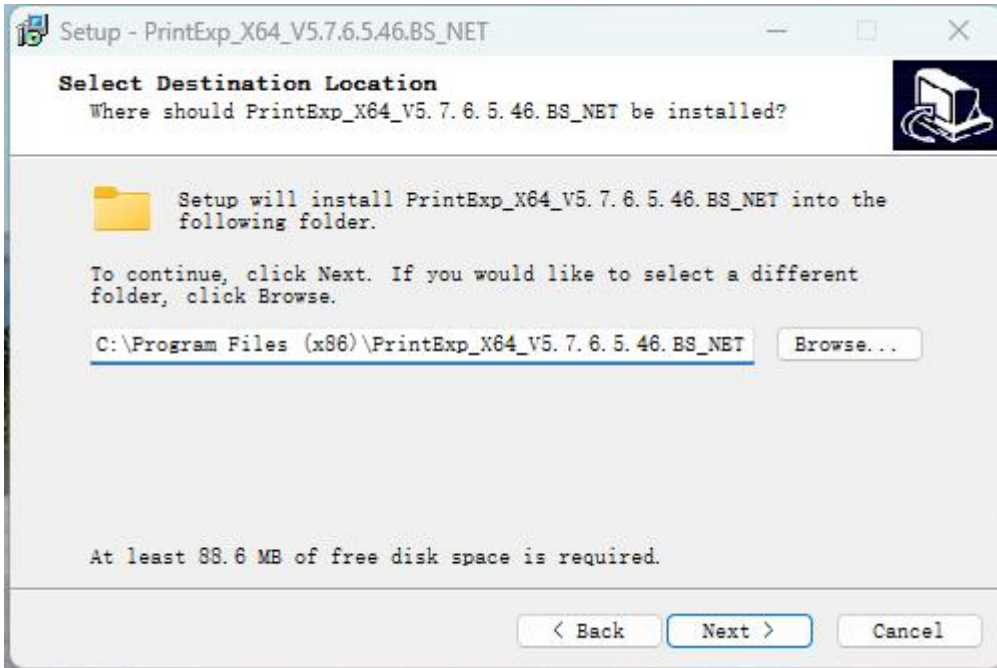 Setup - PrintExp_X64_V5.7.6.5.46.BS_NET
Select Destination Location
Where should PrintExp_X64_V5.7.6.5.46.BS_NET be installed?
Setup will install PrintExp_X64_V5.7.6.5.46.BS_NET into the
following folder.
To continue, click Next. If you would like to select a different
folder, click Browse.
C:\Program Files (x86)\PrintExp_X64_V5.7.6.5.46.BS_NET
Browse...
At least 88.6 MB of free disk space is required.
< Back
Next >
Cancel